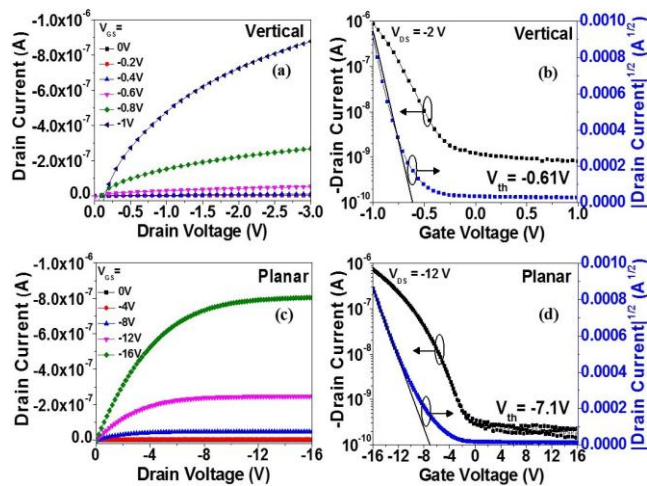 V_GS=
Vertical
(a)
0V
-0.2V
-0.4V
-0.6V
-0.8V
-1V
Drain Current (A)
-1.0x10^-6
-8.0x10^-7
-6.0x10^-7
-4.0x10^-7
-2.0x10^-7
0.0
0.0 -0.5 -1.0 -1.5 -2.0 -2.5 -3.0
Drain Voltage (V)
V_DS = -2 V
Vertical
(b)
V_th = -0.61V
-Drain Current (A)
10^-6
10^-7
10^-8
10^-9
10^-10
-1.0 -0.5 0.0 0.5 1.0
Gate Voltage (V)
0.0010
0.0008
0.0006
0.0004
0.0002
0.0000
|Drain Current|^1/2 (A^1/2)
V_GS=
Planar
(c)
0V
-4V
-8V
-12V
-16V
Drain Current (A)
-1.0x10^-6
-8.0x10^-7
-6.0x10^-7
-4.0x10^-7
-2.0x10^-7
0.0
0 -4 -8 -12 -16
Drain Voltage (V)
V_DS = -12 V
Planar
(d)
V_th = -7.1V
-Drain Current (A)
10^-6
10^-7
10^-8
10^-9
10^-10
-16 -12 -8 -4 0 4 8 12 16
Gate Voltage (V)
0.0010
0.0008
0.0006
0.0004
0.0002
0.0000
|Drain Current|^1/2 (A^1/2)